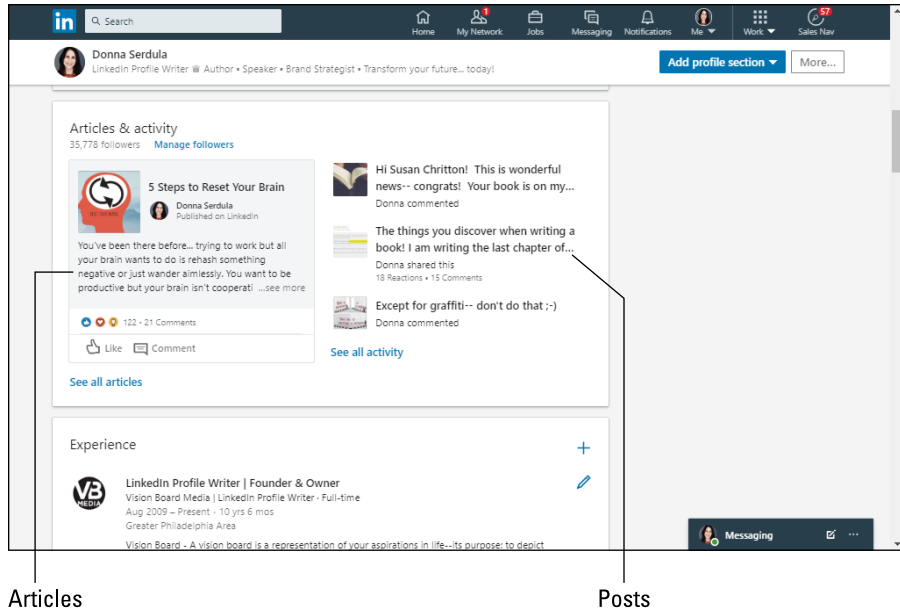 in
Search
Home
1
My Network
Jobs
Messaging
Notifications
Me
Work
57
Sales Nav
Donna Serdula
LinkedIn Profile Writer ♕ Author • Speaker • Brand Strategist • Transform your future... today!
Add profile section
More...
Articles & activity
35,778 followers Manage followers
5 Steps to Reset Your Brain
Donna Serdula
Published on LinkedIn
You've been there before... trying to work but all
your brain wants to do is rehash something
negative or just wander aimlessly. You want to be
productive but your brain isn't cooperati ...see more
122 • 21 Comments
Like Comment
See all articles
Hi Susan Chritton! This is wonderful
news-- congrats! Your book is on my...
Donna commented
The things you discover when writing a
book! I am writing the last chapter of...
Donna shared this
18 Reactions • 15 Comments
Except for graffiti-- don't do that ;-)
Donna commented
See all activity
Experience
VB
MEDIA
LinkedIn Profile Writer | Founder & Owner
Vision Board Media | LinkedIn Profile Writer · Full-time
Aug 2009 – Present · 10 yrs 6 mos
Greater Philadelphia Area
Vision Board - A vision board is a representation of your aspirations in life--its purpose: to depict
Messaging
Articles
Posts